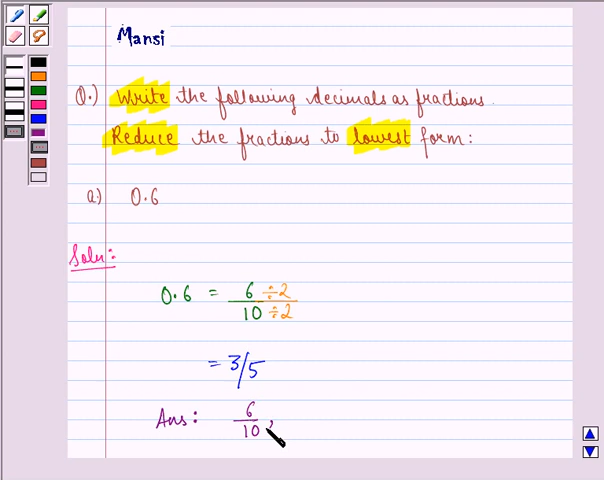 Mansi
Q.) Write the following decimals as fractions.
Reduce the fractions to lowest form:
a.) 0.6
Soln:
0.6 = 6÷2/10÷2
= 3/5
Ans: 6/10,